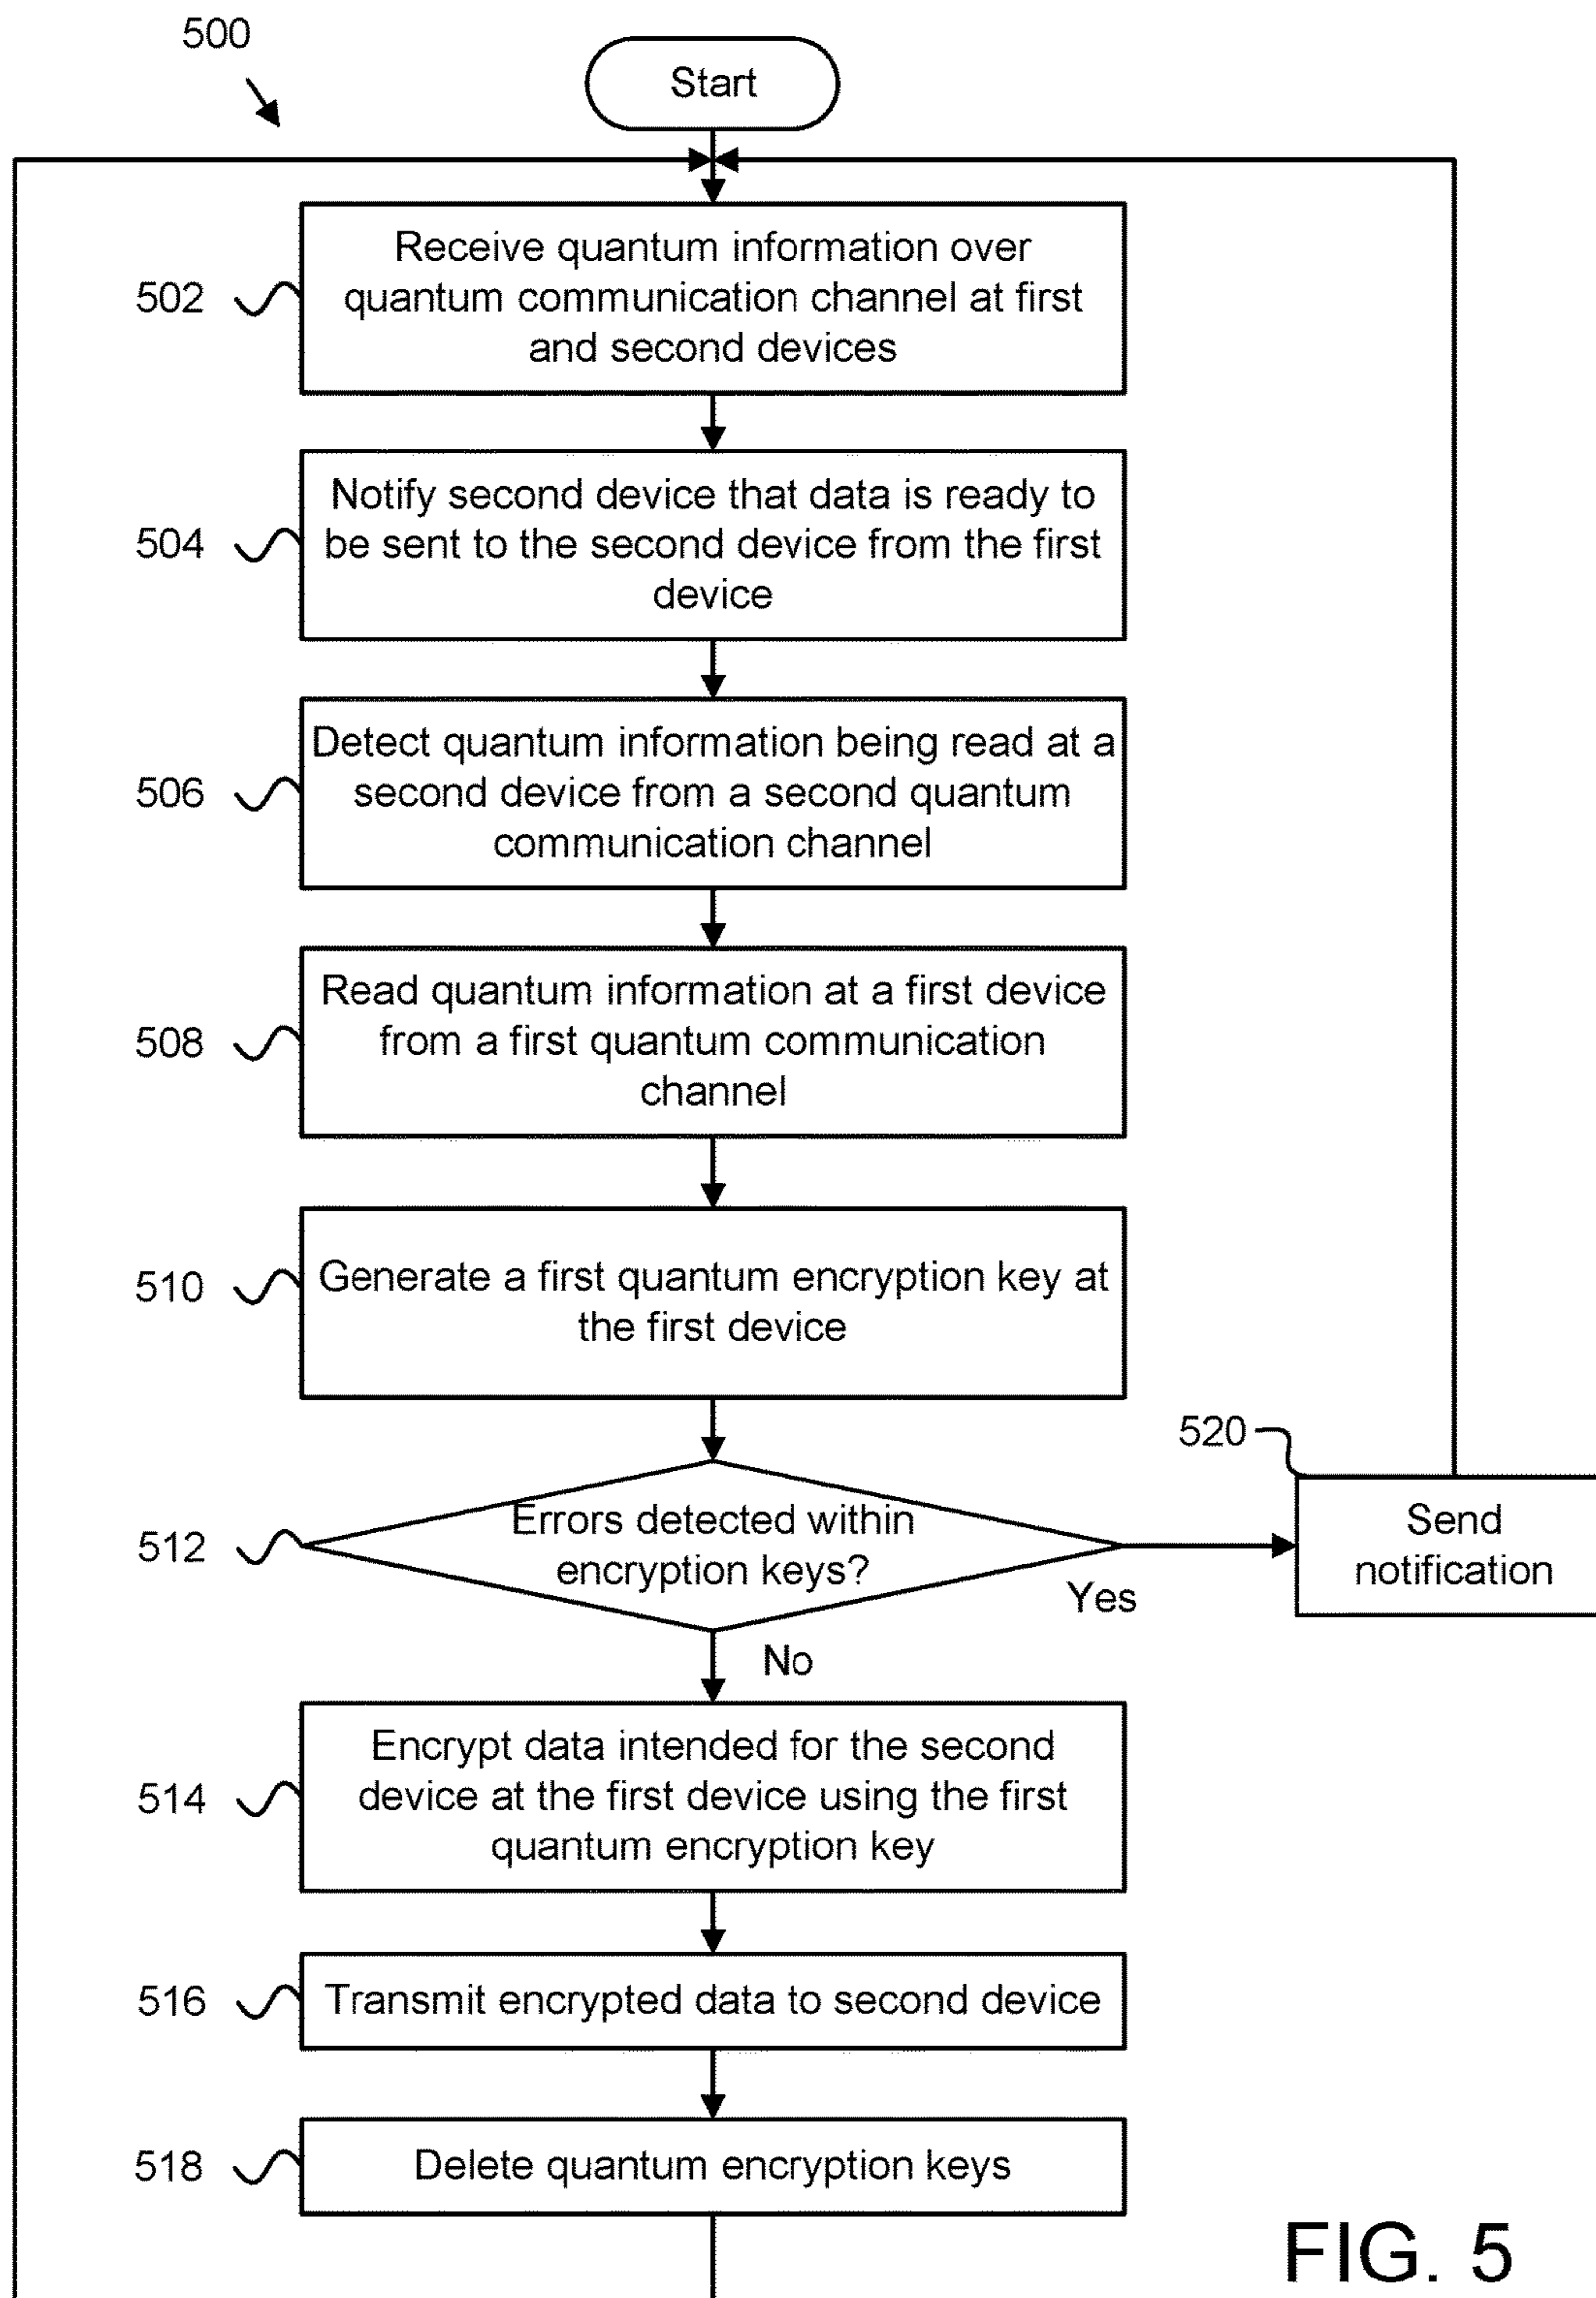 500
Start
502
Receive quantum information over
quantum communication channel at first
and second devices
504
Notify second device that data is ready to
be sent to the second device from the first
device
506
Detect quantum information being read at a
second device from a second quantum
communication channel
508
Read quantum information at a first device
from a first quantum communication
channel
510
Generate a first quantum encryption key at
the first device
512
Errors detected within
encryption keys?
Yes
520
Send
notification
No
514
Encrypt data intended for the second
device at the first device using the first
quantum encryption key
516
Transmit encrypted data to second device
518
Delete quantum encryption keys
FIG. 5